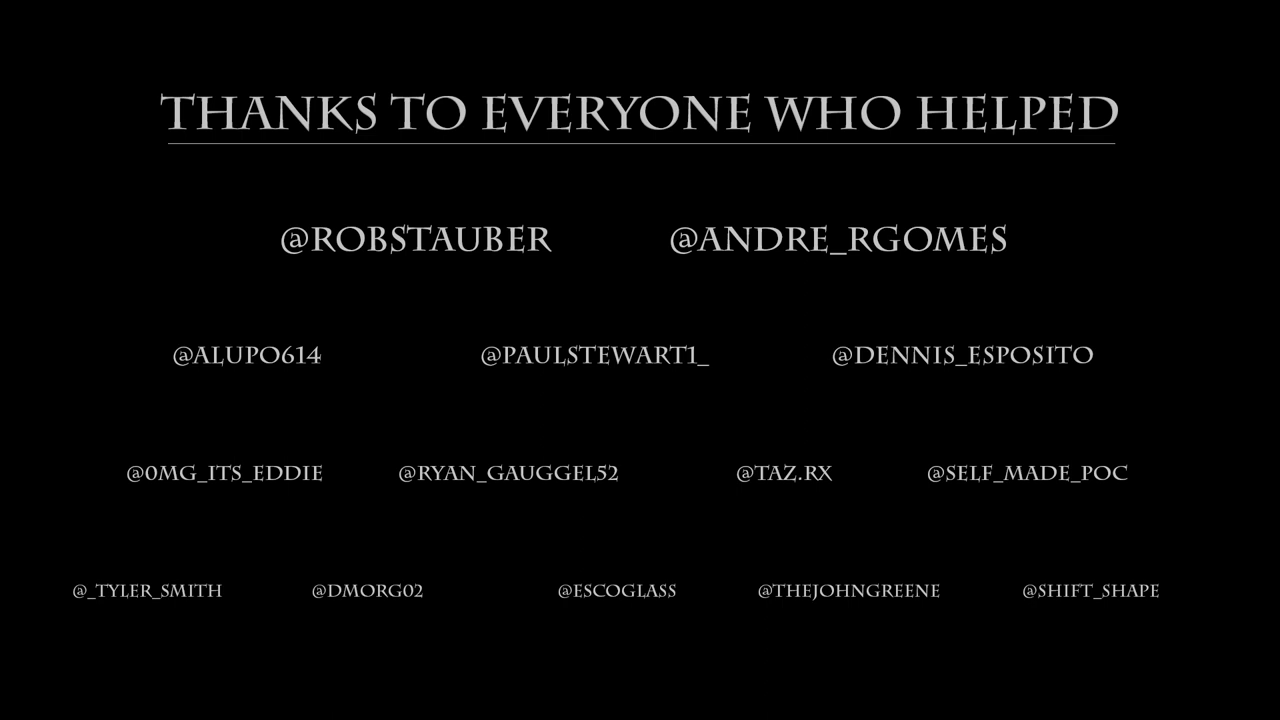 THANKS TO EVERYONE WHO HELPED
@ROBSTAUBER @ANDRE_RGOMES
@ALUPO614 @PAULSTEWART1_ @DENNIS_ESPOSITO
@0MG_ITS_EDDIE @RYAN_GAUGGEL52 @TAZ.RX @SELF_MADE_POC
@_TYLER_SMITH @DMORG02 @ESCOGLASS @THEJOHNGREENE @SHIFT_SHAPE